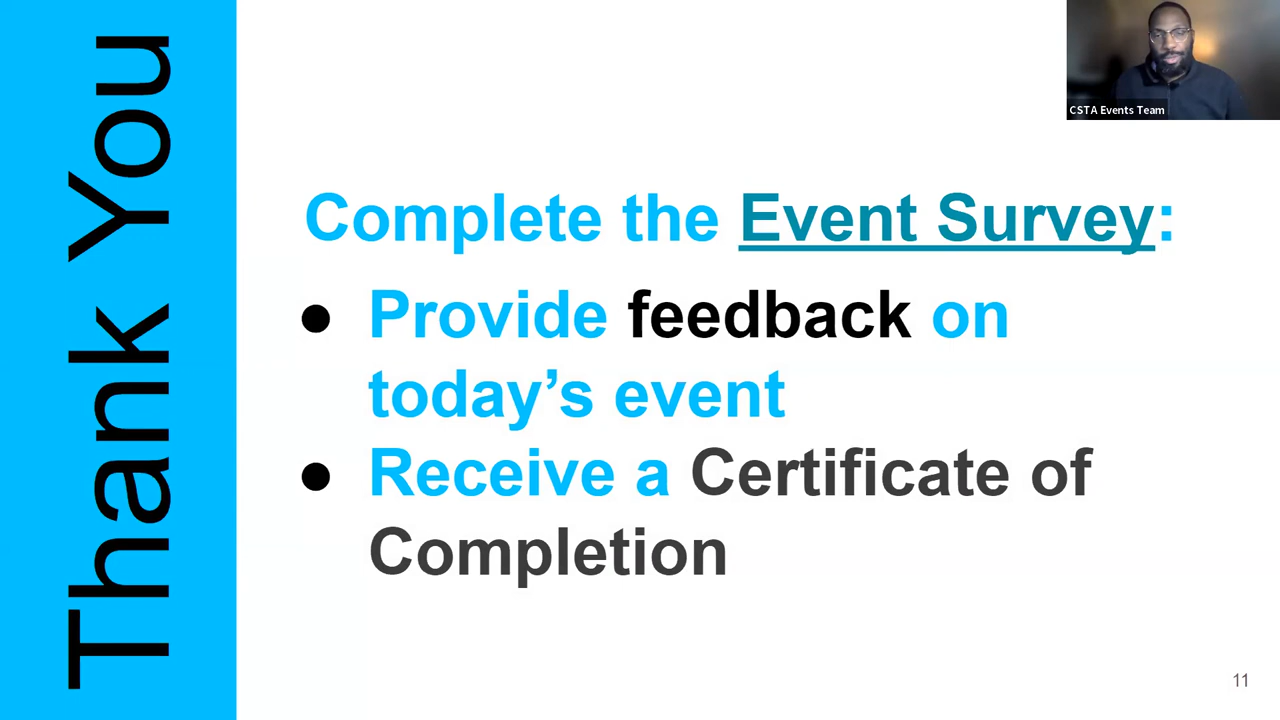 Thank You
CSTA Events Team
Complete the Event Survey:
● Provide feedback on
today’s event
● Receive a Certificate of
Completion
11